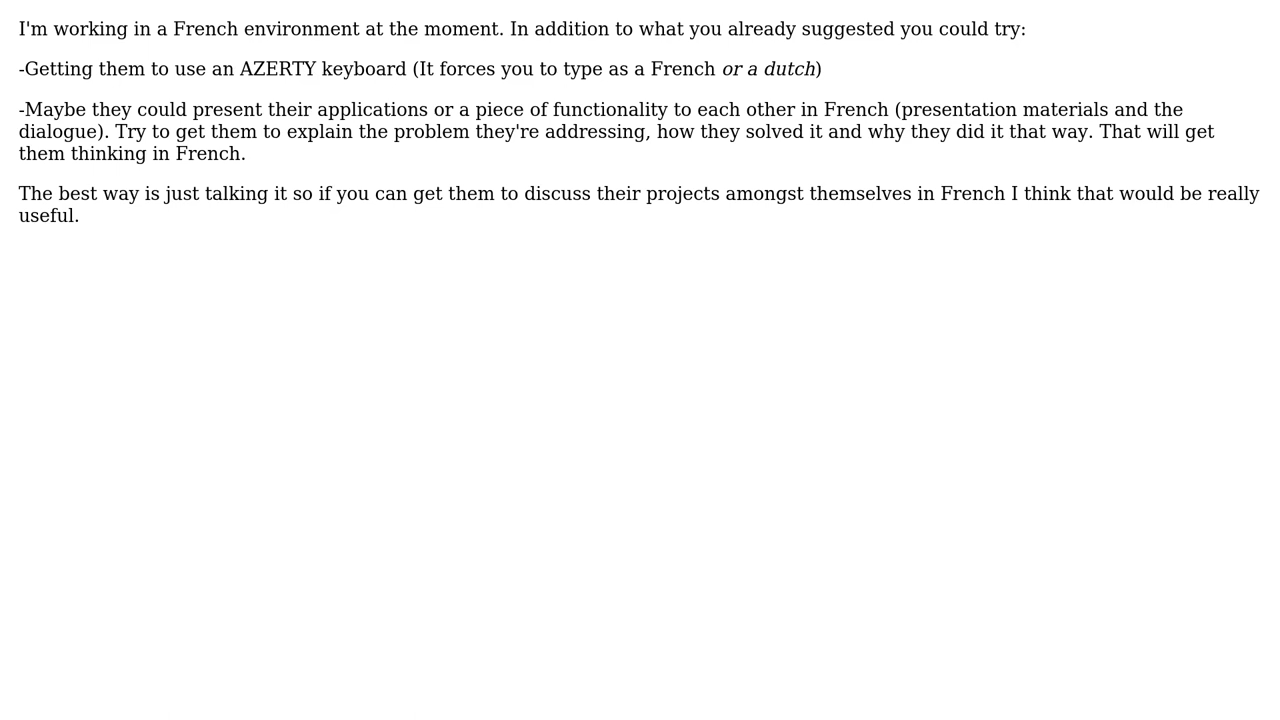 I'm working in a French environment at the moment. In addition to what you already suggested you could try:
-Getting them to use an AZERTY keyboard (It forces you to type as a French or a dutch)
-Maybe they could present their applications or a piece of functionality to each other in French (presentation materials and the
dialogue). Try to get them to explain the problem they're addressing, how they solved it and why they did it that way. That will get
them thinking in French.
The best way is just talking it so if you can get them to discuss their projects amongst themselves in French I think that would be really
useful.